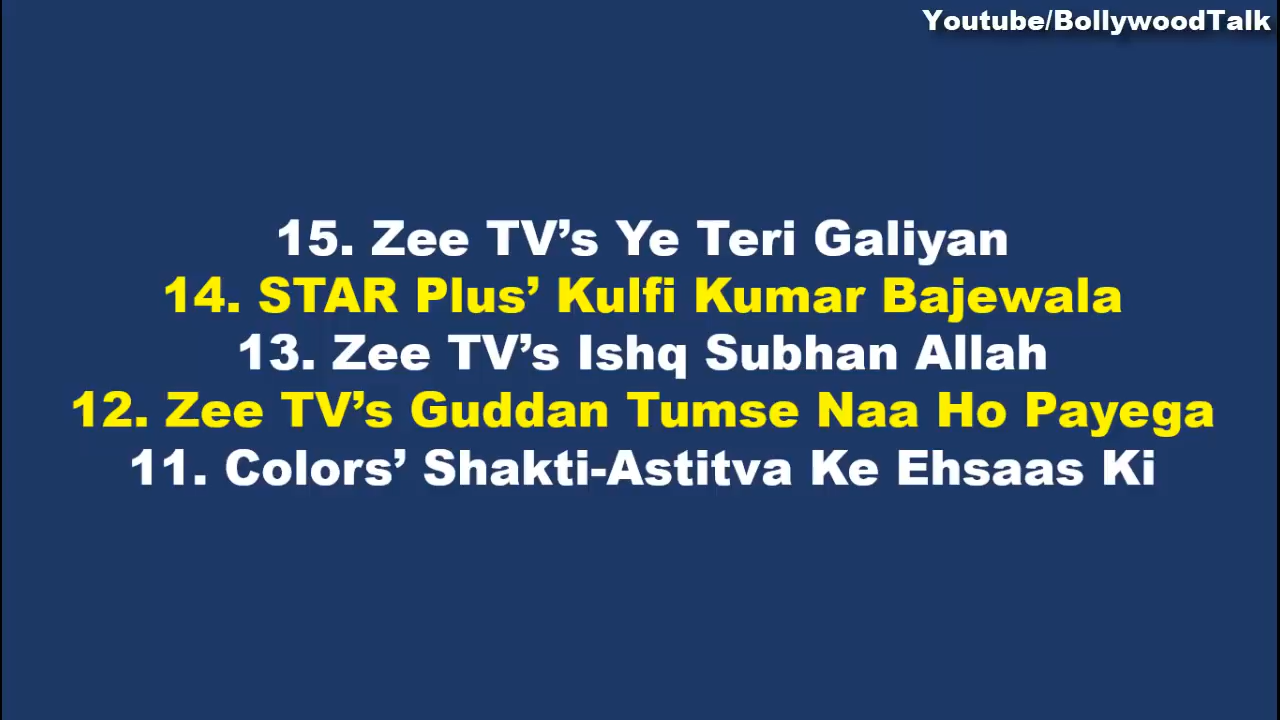 Youtube/BollywoodTalk
15. Zee TV’s Ye Teri Galiyan
14. STAR Plus’ Kulfi Kumar Bajewala
13. Zee TV’s Ishq Subhan Allah
12. Zee TV’s Guddan Tumse Naa Ho Payega
11. Colors’ Shakti-Astitva Ke Ehsaas Ki